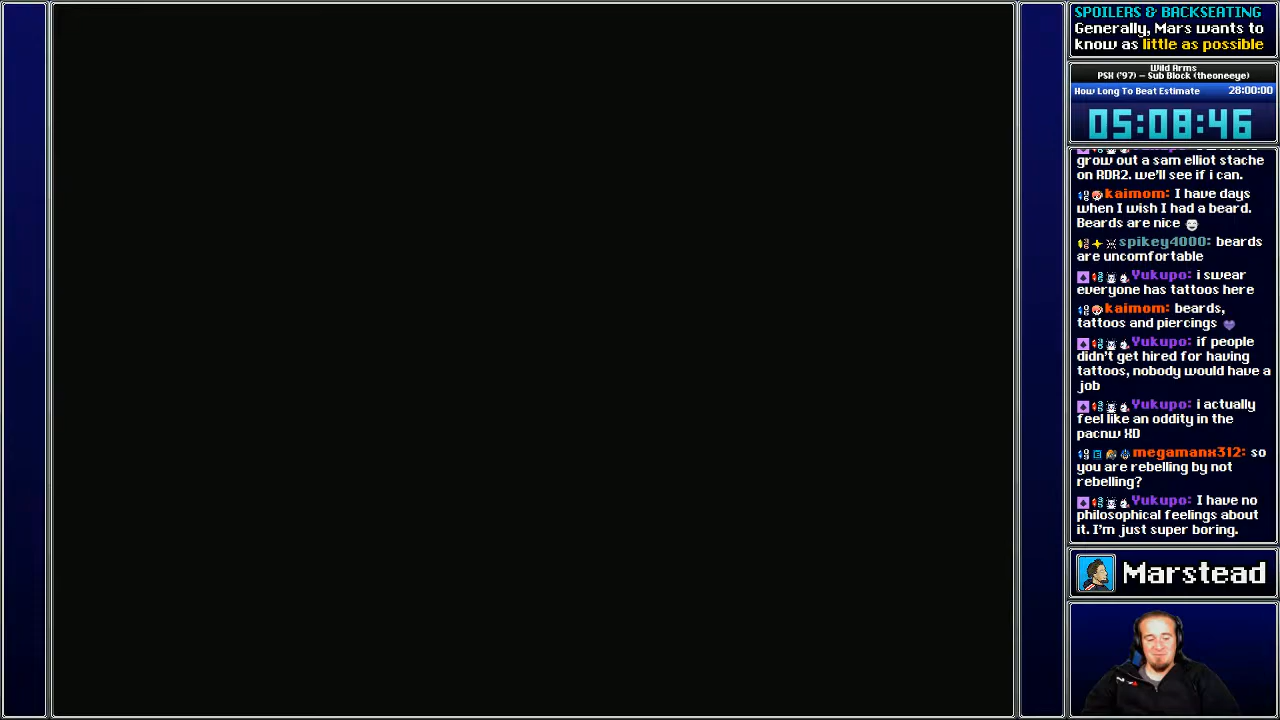 SPOILERS & BACKSEATING
Generally, Mars wants to
know as little as possible
Wild Arms
PSX ('97) – Sub Block (theoneeye)
How Long To Beat Estimate 28:00:00
05:08:46
grow out a sam elliot stache
on RDR2. we'll see if i can.
kaimom: I have days
when I wish I had a beard.
Beards are nice
spikey4000: beards
are uncomfortable
Yukupo: i swear
everyone has tattoos here
kaimom: beards,
tattoos and piercings
Yukupo: if people
didn't get hired for having
tattoos, nobody would have a
job
Yukupo: i actually
feel like an oddity in the
pacnw XD
megamanx312: so
you are rebelling by not
rebelling?
Yukupo: I have no
philosophical feelings about
it. I'm just super boring.
Marstead